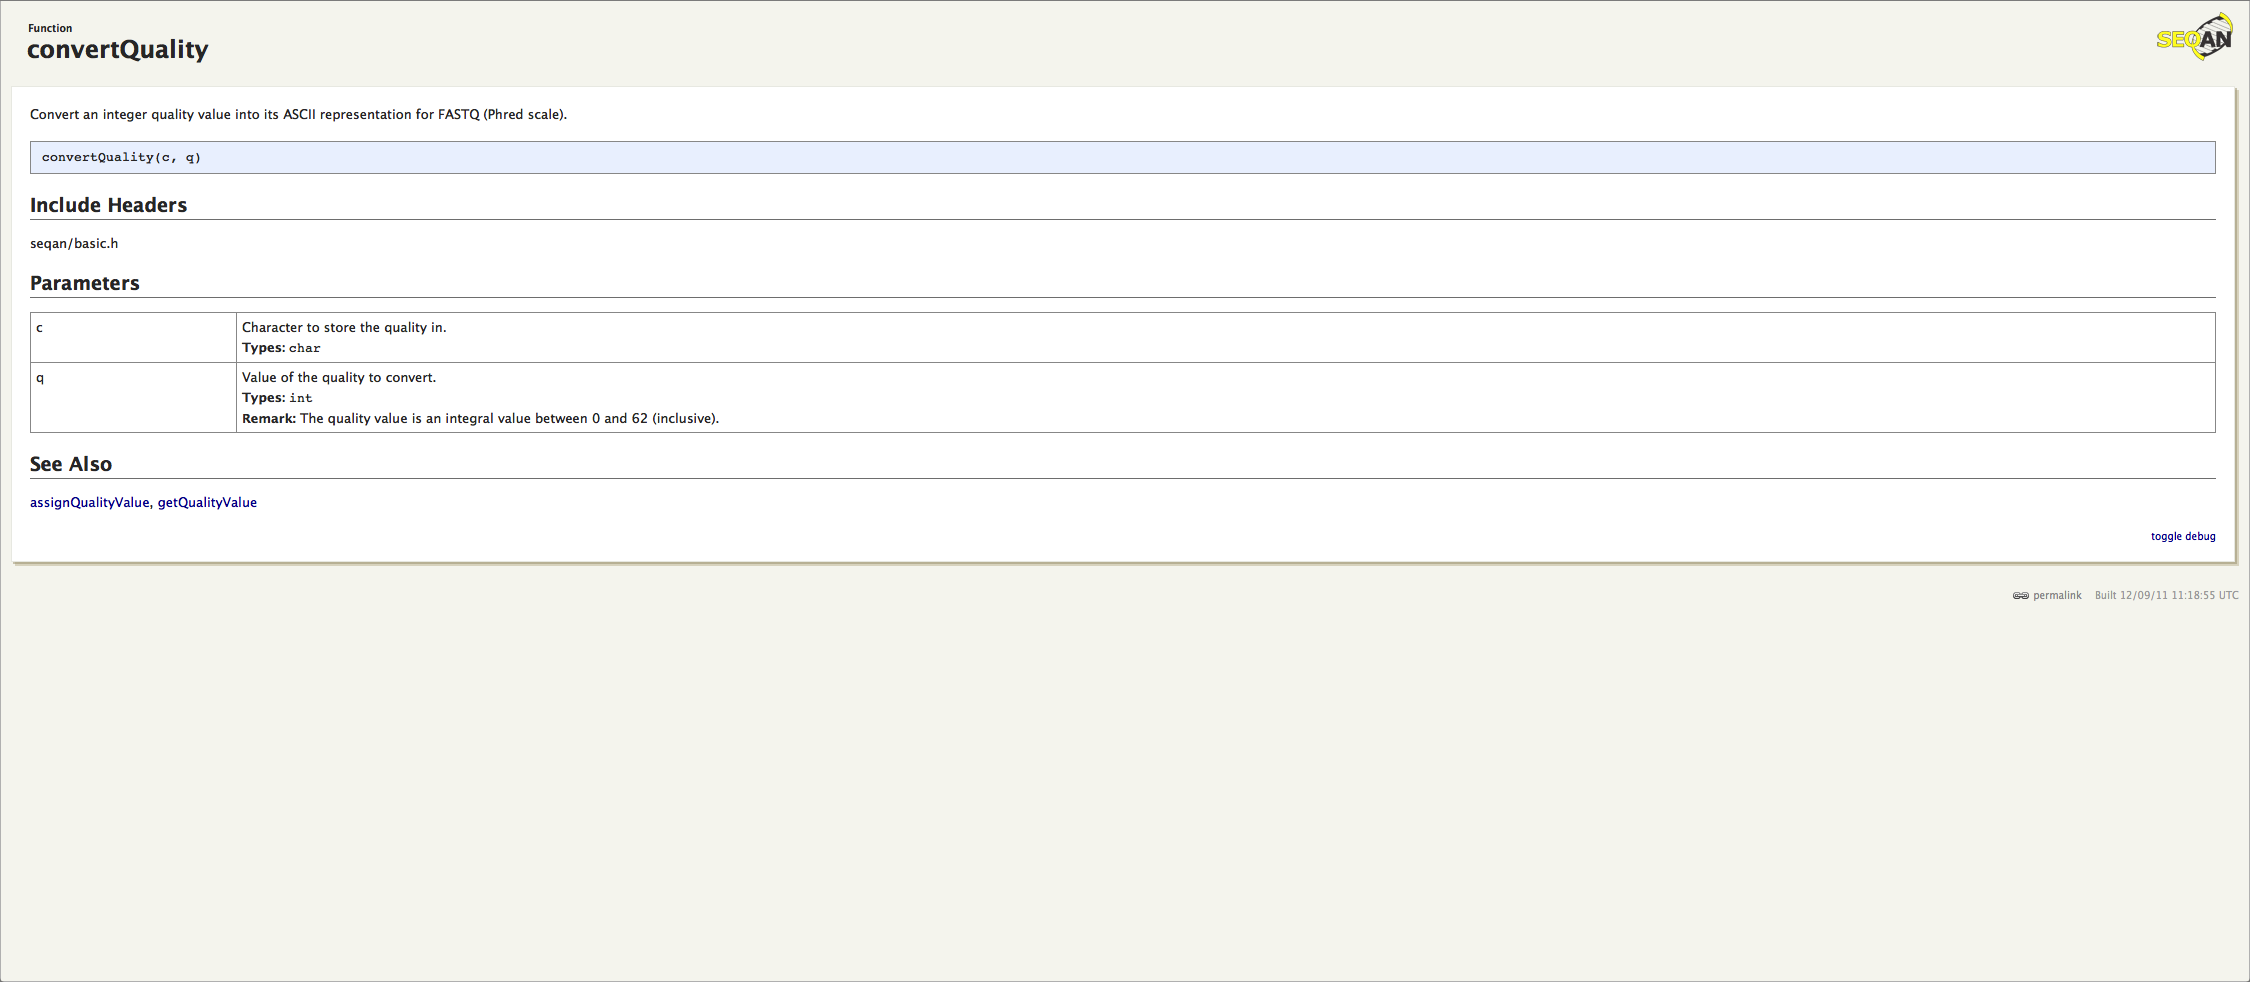 Function
convertQuality
SEQAN
Convert an integer quality value into its ASCII representation for FASTQ (Phred scale).
convertQuality(c, q)
Include Headers
seqan/basic.h
Parameters
c
Character to store the quality in.
Types: char
q
Value of the quality to convert.
Types: int
Remark: The quality value is an integral value between 0 and 62 (inclusive).
See Also
assignQualityValue, getQualityValue
toggle debug
permalink Built 12/09/11 11:18:55 UTC